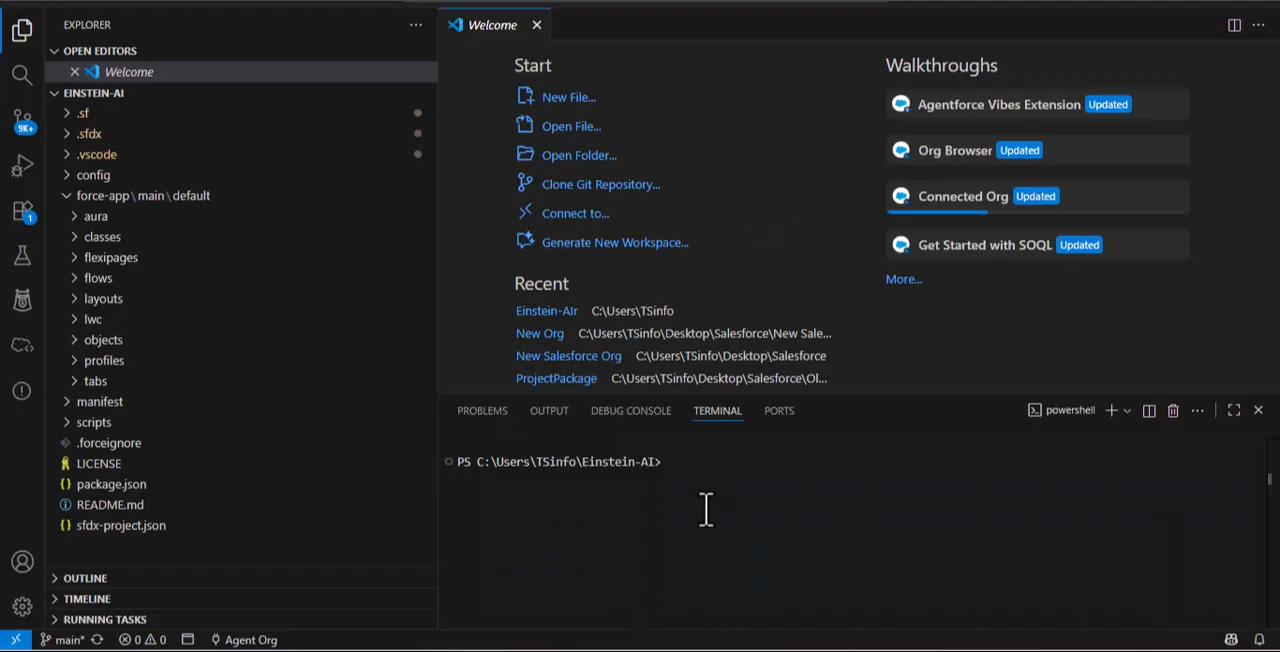 EXPLORER
OPEN EDITORS
Welcome
EINSTEIN-AI
.sf
.sfdx
.vscode
config
force-app\main\default
aura
classes
flexipages
flows
layouts
lwc
objects
profiles
tabs
manifest
scripts
.forceignore
LICENSE
package.json
README.md
sfdx-project.json
OUTLINE
TIMELINE
RUNNING TASKS
9K+
1
Welcome
Start
New File...
Open File...
Open Folder...
Clone Git Repository...
Connect to...
Generate New Workspace...
Recent
Einstein-AIr C:\Users\TSinfo
New Org C:\Users\TSinfo\Desktop\Salesforce\New Sale...
New Salesforce Org C:\Users\TSinfo\Desktop\Salesforce
ProjectPackage C:\Users\TSinfo\Desktop\Salesforce\Ol...
Walkthroughs
Agentforce Vibes Extension Updated
Org Browser Updated
Connected Org Updated
Get Started with SOQL Updated
More...
PROBLEMS OUTPUT DEBUG CONSOLE TERMINAL PORTS powershell
PS C:\Users\TSinfo\Einstein-AI>
main* 0 0 Agent Org